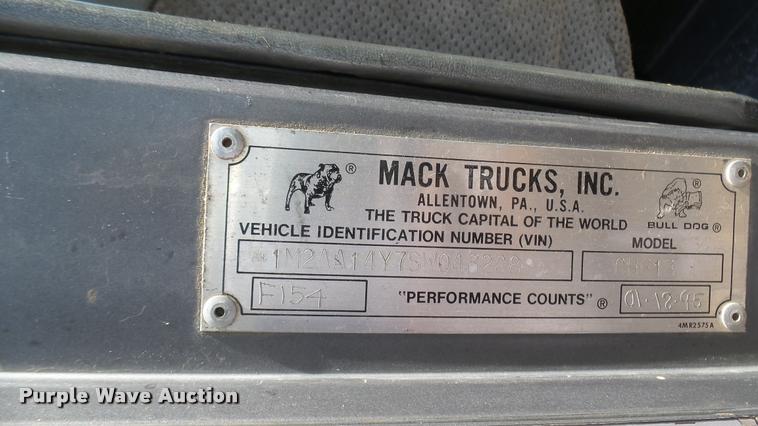 MACK TRUCKS, INC.
ALLENTOWN, PA., U.S.A.
THE TRUCK CAPITAL OF THE WORLD
BULL DOG ®
VEHICLE IDENTIFICATION NUMBER (VIN)
MODEL
F154
"PERFORMANCE COUNTS" ®
01·18·95
4MR2575A
Purple Wave Auction